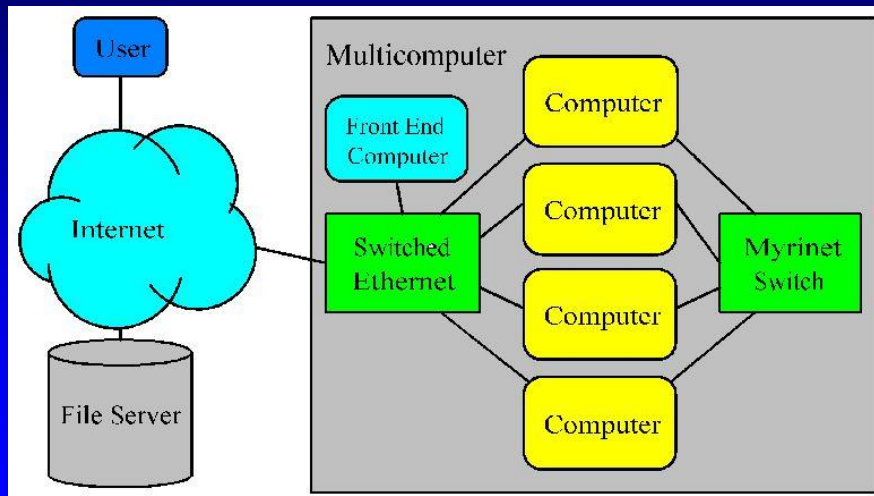 User
Multicomputer
Computer
Front End
Computer
Computer
Internet
Switched
Ethernet
Myrinet
Switch
Computer
File Server
Computer